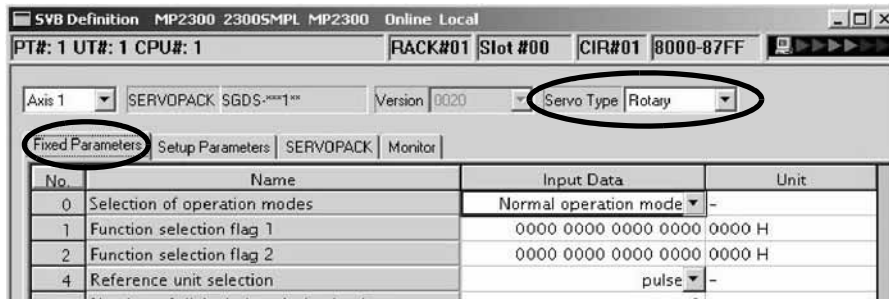 SVB Definition MP2300 2300SMPL MP2300 Online Local
PT#: 1 UT#: 1 CPU#: 1 RACK#01 Slot #00 CIR#01 8000-87FF
Axis 1 SERVOPACK SGDS-***1** Version 0020 Servo Type Rotary
Fixed Parameters Setup Parameters SERVOPACK Monitor
No. Name Input Data Unit
0 Selection of operation modes Normal operation mode -
1 Function selection flag 1 0000 0000 0000 0000 0000 H
2 Function selection flag 2 0000 0000 0000 0000 0000 H
4 Reference unit selection pulse -